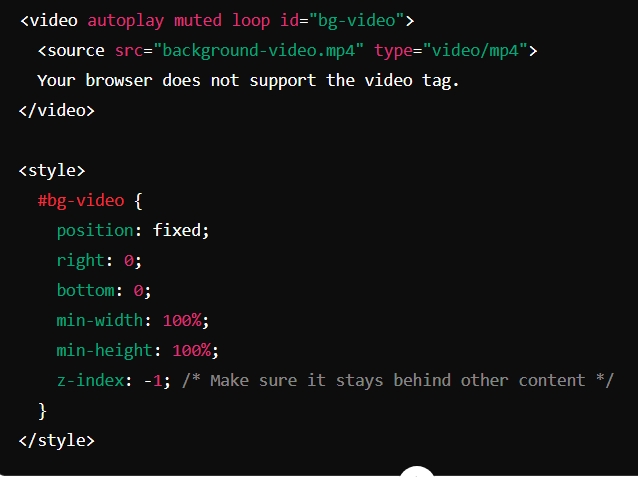 <video autoplay muted loop id="bg-video">
  <source src="background-video.mp4" type="video/mp4">
  Your browser does not support the video tag.
</video>

<style>
  #bg-video {
    position: fixed;
    right: 0;
    bottom: 0;
    min-width: 100%;
    min-height: 100%;
    z-index: -1; /* Make sure it stays behind other content */
  }
</style>